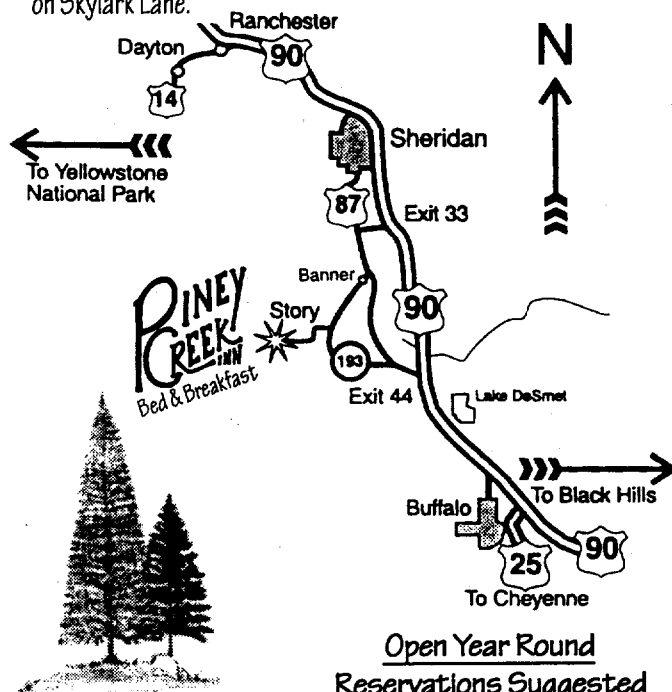 on Skylark Lane.
Ranchester
Dayton
90
N
14
Sheridan
To Yellowstone
National Park
87
Exit 33
Banner
PINEY
CREEK
INN
Bed & Breakfast
Story
90
193
Exit 44
Lake DeSmet
To Black Hills
Buffalo
25
90
To Cheyenne
Open Year Round
Reservations Suggested